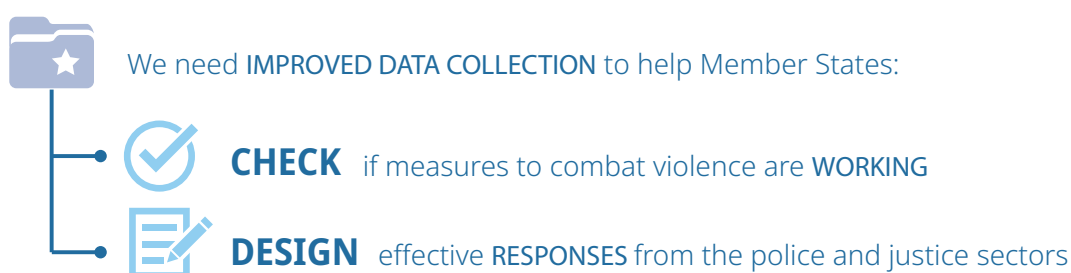 We need IMPROVED DATA COLLECTION to help Member States:
CHECK if measures to combat violence are WORKING
DESIGN effective RESPONSES from the police and justice sectors